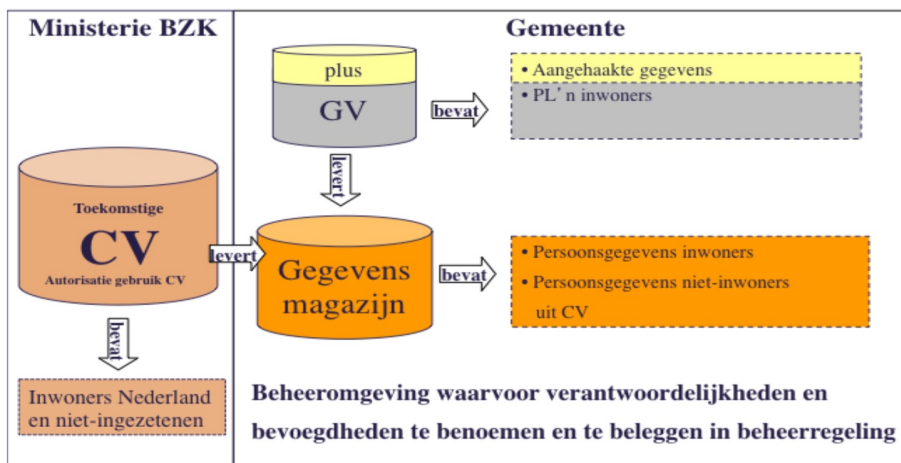 Ministerie BZK
Gemeente
plus
GV
bevat
• Aangehaakte gegevens
• PL’n inwoners
levert
Toekomstige
CV
Autorisatie gebruik CV
levert
Gegevens
magazijn
bevat
• Persoonsgegevens inwoners
• Persoonsgegevens niet-inwoners
uit CV
bevat
Inwoners Nederland
en niet-ingezetenen
Beheeromgeving waarvoor verantwoordelijkheden en
bevoegdheden te benoemen en te beleggen in beheerregeling